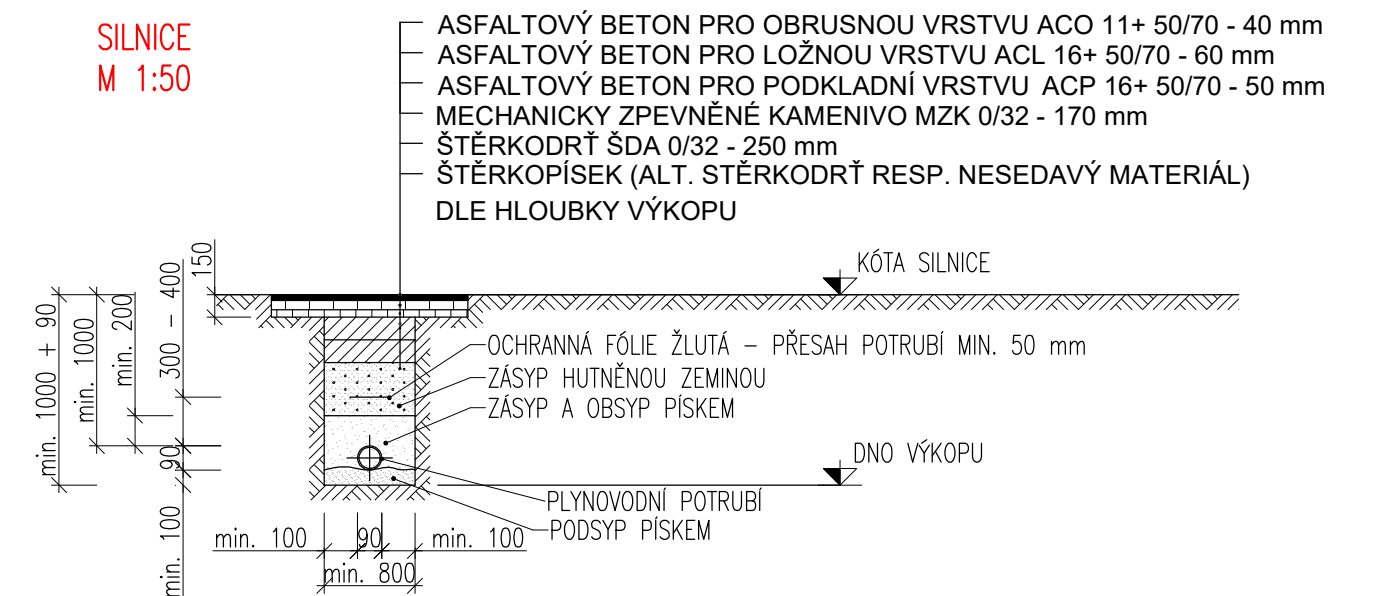 SILNICE
M 1:50
ASFALTOVÝ BETON PRO OBRUSNOU VRSTVU ACO 11+ 50/70 - 40 mm
ASFALTOVÝ BETON PRO LOŽNOU VRSTVU ACL 16+ 50/70 - 60 mm
ASFALTOVÝ BETON PRO PODKLADNÍ VRSTVU ACP 16+ 50/70 - 50 mm
MECHANICKY ZPEVNĚNÉ KAMENIVO MZK 0/32 - 170 mm
ŠTĚRKODRŤ ŠDA 0/32 - 250 mm
ŠTĚRKOPÍSEK (ALT. STĚRKODRŤ RESP. NESEDAVÝ MATERIÁL)
DLE HLOUBKY VÝKOPU
KÓTA SILNICE
min. 1000 + 90
min. 1000
min. 200
300 - 400
150
90
min. 100
OCHRANNÁ FÓLIE ŽLUTÁ - PŘESAH POTRUBÍ MIN. 50 mm
ZÁSYP HUTNĚNOU ZEMINOU
ZÁSYP A OBSYP PÍSKEM
DNO VÝKOPU
PLYNOVODNÍ POTRUBÍ
PODSYP PÍSKEM
min. 100
90
min. 100
min. 800